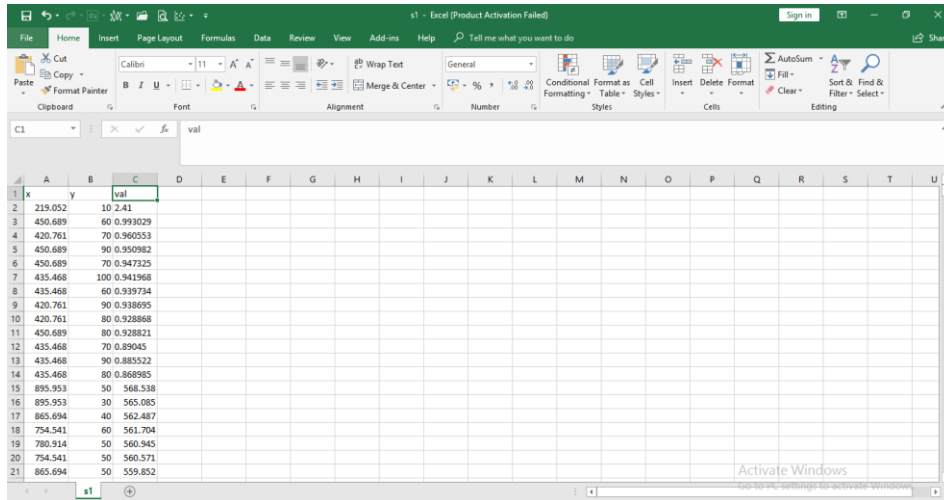 s1 - Excel (Product Activation Failed)
Sign in
File Home Insert Page Layout Formulas Data Review View Add-ins Help Tell me what you want to do Shar
Paste
Cut
Copy
Format Painter
Clipboard
Calibri 11
B I U
Font
Wrap Text
Merge & Center
Alignment
General
Number
Conditional Formatting
Format as Table
Cell Styles
Styles
Insert Delete Format
Cells
AutoSum
Fill
Clear
Sort & Filter
Find & Select
Editing
C1 fx val
A B C D E F G H I J K L M N O P Q R S T U
1 x y val
2 219.052 10 2.41
3 450.689 60 0.993029
4 420.761 70 0.960553
5 450.689 90 0.950982
6 450.689 70 0.947325
7 435.468 100 0.941968
8 435.468 60 0.939734
9 420.761 90 0.938695
10 420.761 80 0.928868
11 450.689 80 0.928821
12 435.468 70 0.89045
13 435.468 90 0.885522
14 435.468 80 0.868985
15 895.953 50 568.538
16 895.953 30 565.085
17 865.694 40 562.487
18 754.541 60 561.704
19 780.914 50 560.945
20 754.541 50 560.571
21 865.694 50 559.852
Activate Windows
Go to PC settings to activate Windows.
s1